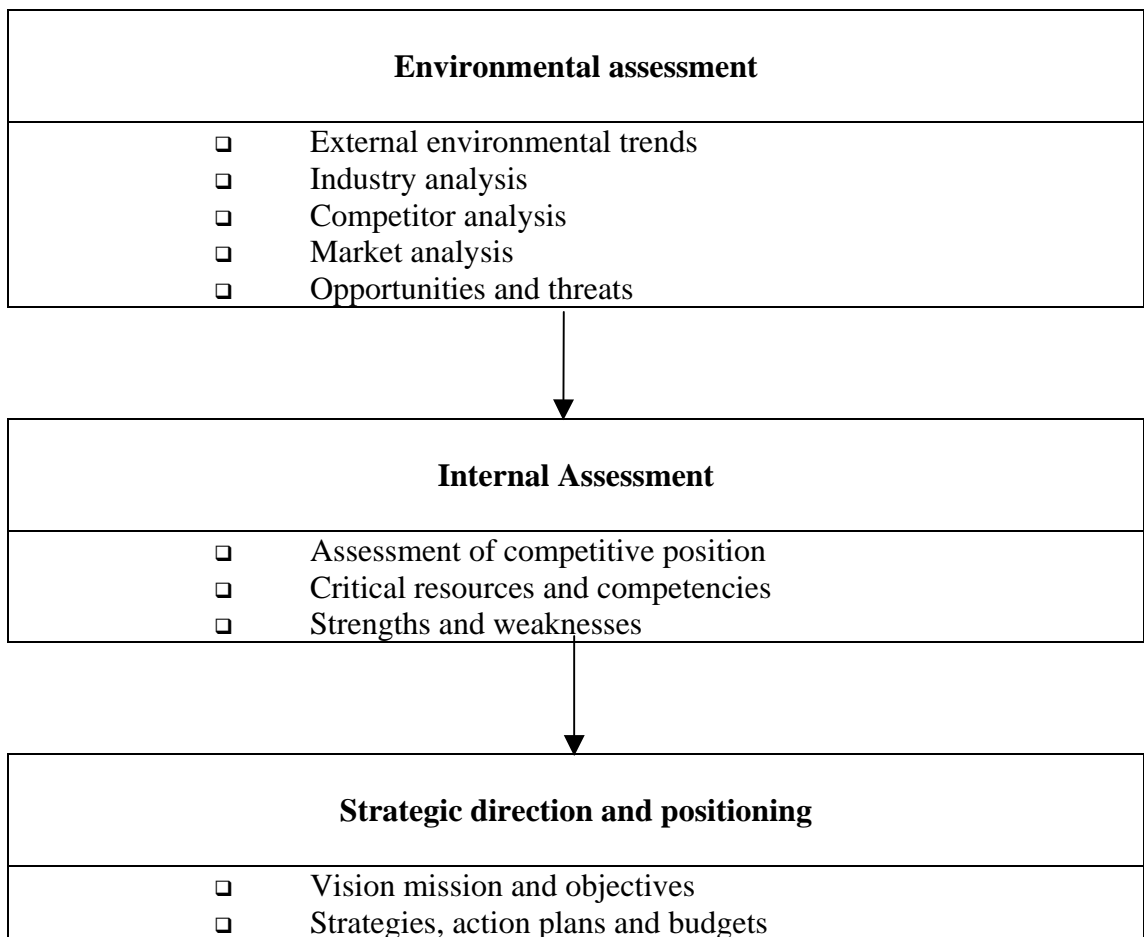 Environmental assessment
❑ External environmental trends
❑ Industry analysis
❑ Competitor analysis
❑ Market analysis
❑ Opportunities and threats
Internal Assessment
❑ Assessment of competitive position
❑ Critical resources and competencies
❑ Strengths and weaknesses
Strategic direction and positioning
❑ Vision mission and objectives
❑ Strategies, action plans and budgets